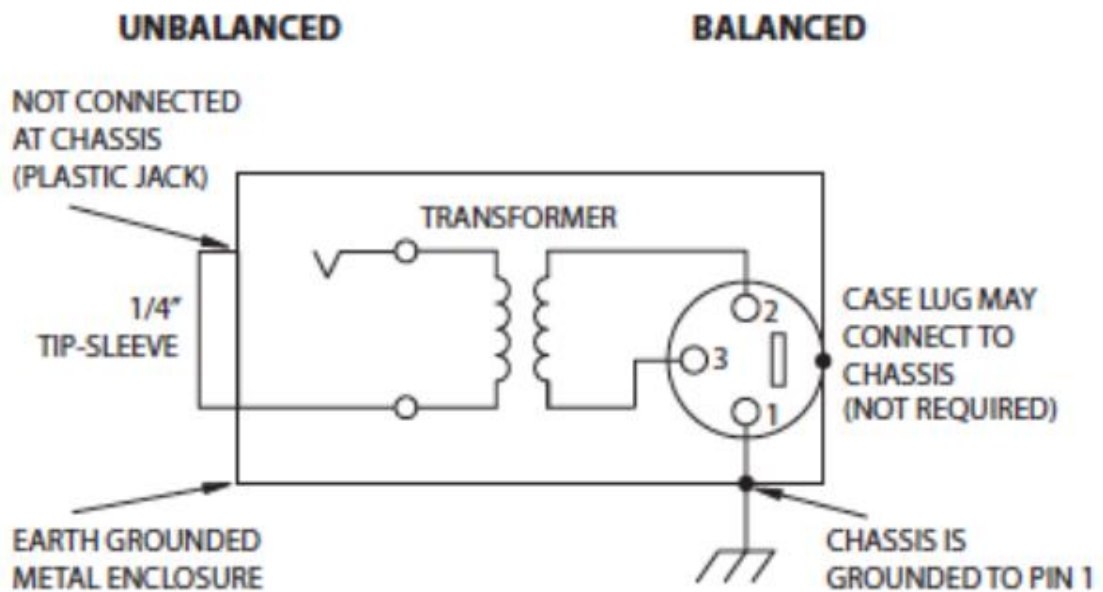 UNBALANCED
BALANCED
NOT CONNECTED
AT CHASSIS
(PLASTIC JACK)
TRANSFORMER
1/4”
TIP-SLEEVE
2
3
1
CASE LUG MAY
CONNECT TO
CHASSIS
(NOT REQUIRED)
EARTH GROUNDED
METAL ENCLOSURE
CHASSIS IS
GROUNDED TO PIN 1